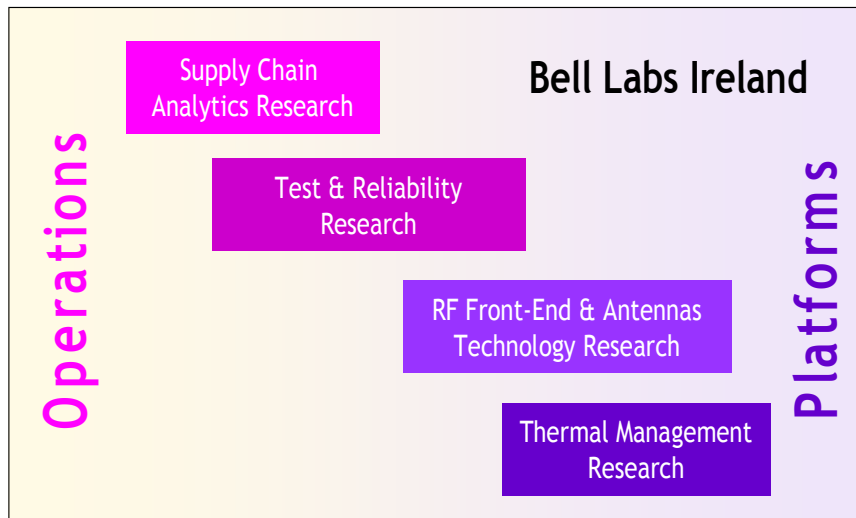 Supply Chain
Analytics Research
Bell Labs Ireland
Operations
Test & Reliability
Research
Platforms
RF Front-End & Antennas
Technology Research
Thermal Management
Research